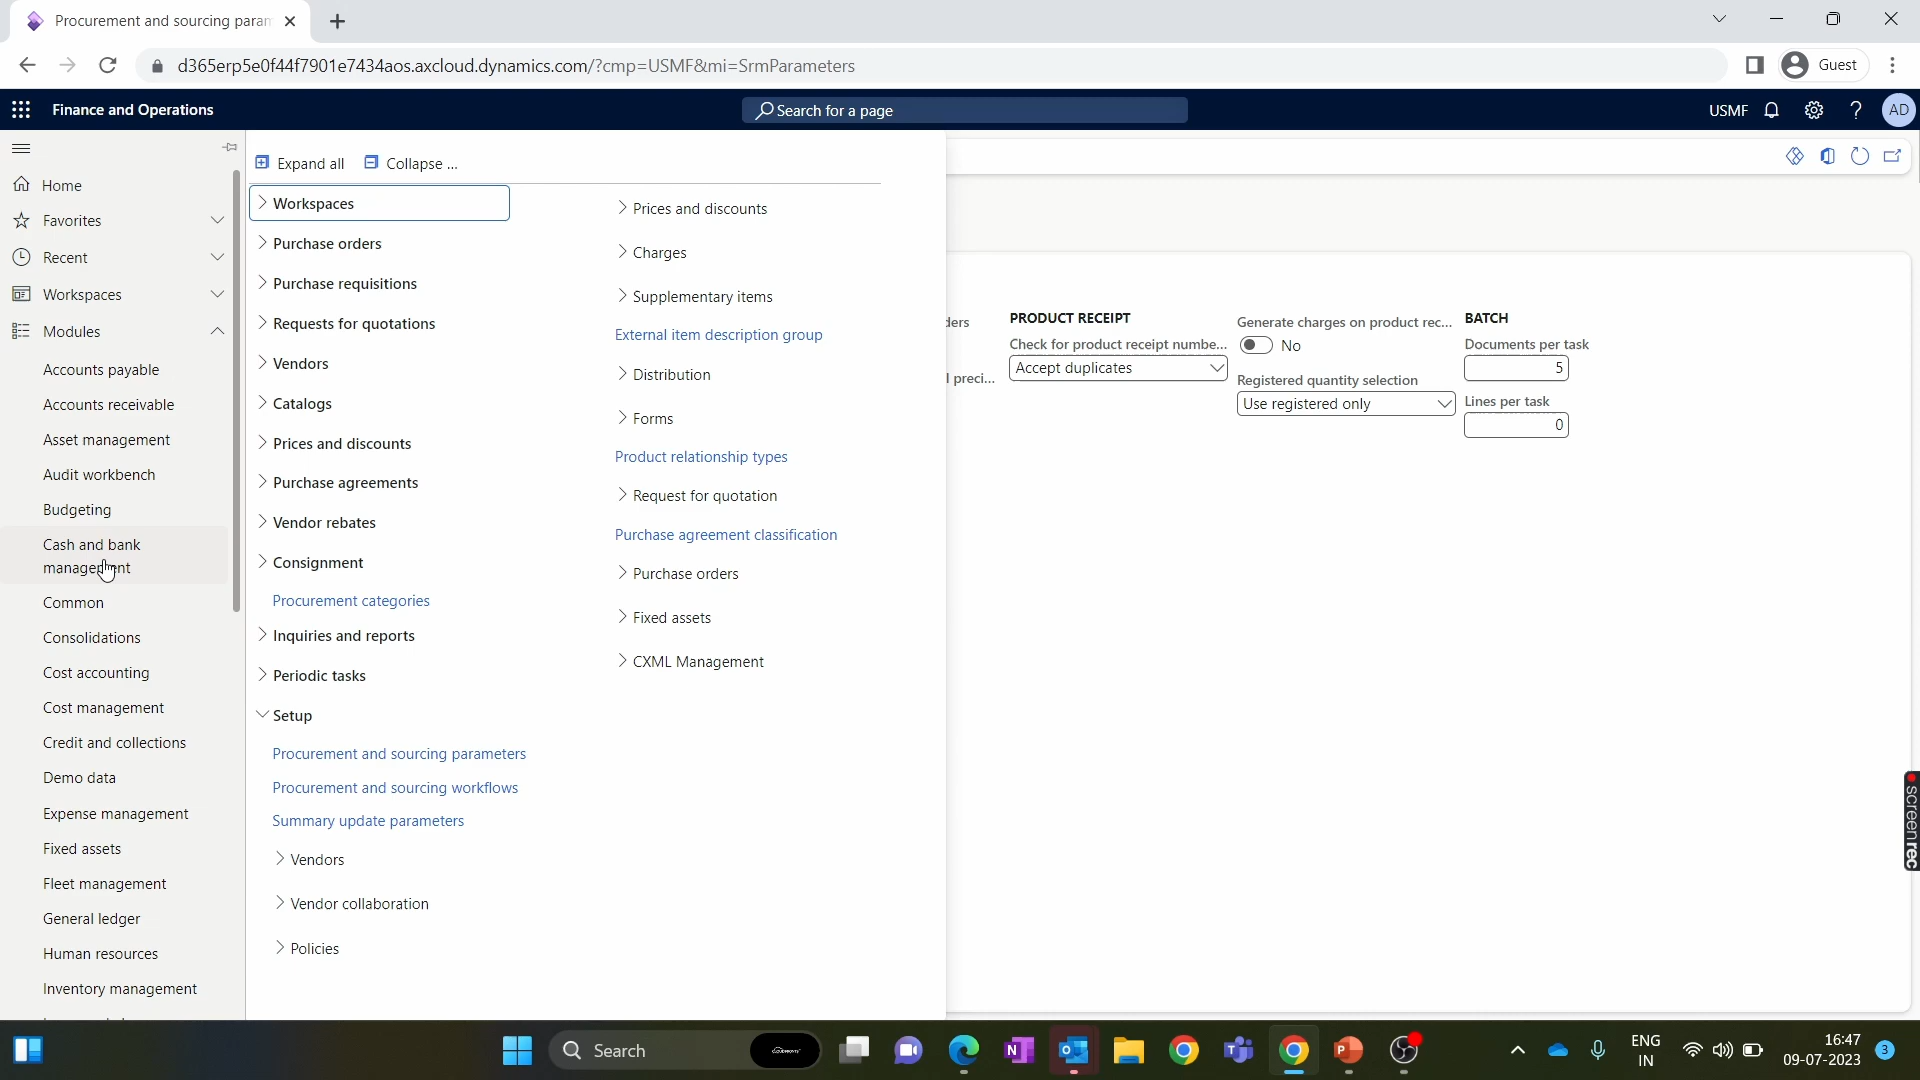 Procurement and sourcing param
d365erp5e0f44f7901e7434aos.axcloud.dynamics.com/?cmp=USMF&mi=SrmParameters
Guest
Finance and Operations
Search for a page
USMF
AD
Home
Favorites
Recent
Workspaces
Modules
Accounts payable
Accounts receivable
Asset management
Audit workbench
Budgeting
Cash and bank
management
Common
Consolidations
Cost accounting
Cost management
Credit and collections
Demo data
Expense management
Fixed assets
Fleet management
General ledger
Human resources
Inventory management
Expand all
Collapse ...
Workspaces
Purchase orders
Purchase requisitions
Requests for quotations
Vendors
Catalogs
Prices and discounts
Purchase agreements
Vendor rebates
Consignment
Procurement categories
Inquiries and reports
Periodic tasks
Setup
Procurement and sourcing parameters
Procurement and sourcing workflows
Summary update parameters
Vendors
Vendor collaboration
Policies
Prices and discounts
Charges
Supplementary items
External item description group
Distribution
Forms
Product relationship types
Request for quotation
Purchase agreement classification
Purchase orders
Fixed assets
CXML Management
ders
l preci...
PRODUCT RECEIPT
Check for product receipt numbe...
Accept duplicates
Generate charges on product rec...
No
Registered quantity selection
Use registered only
BATCH
Documents per task
5
Lines per task
0
screenrec
Search
CLOUDFRONTS
ENG
IN
16:47
09-07-2023
3